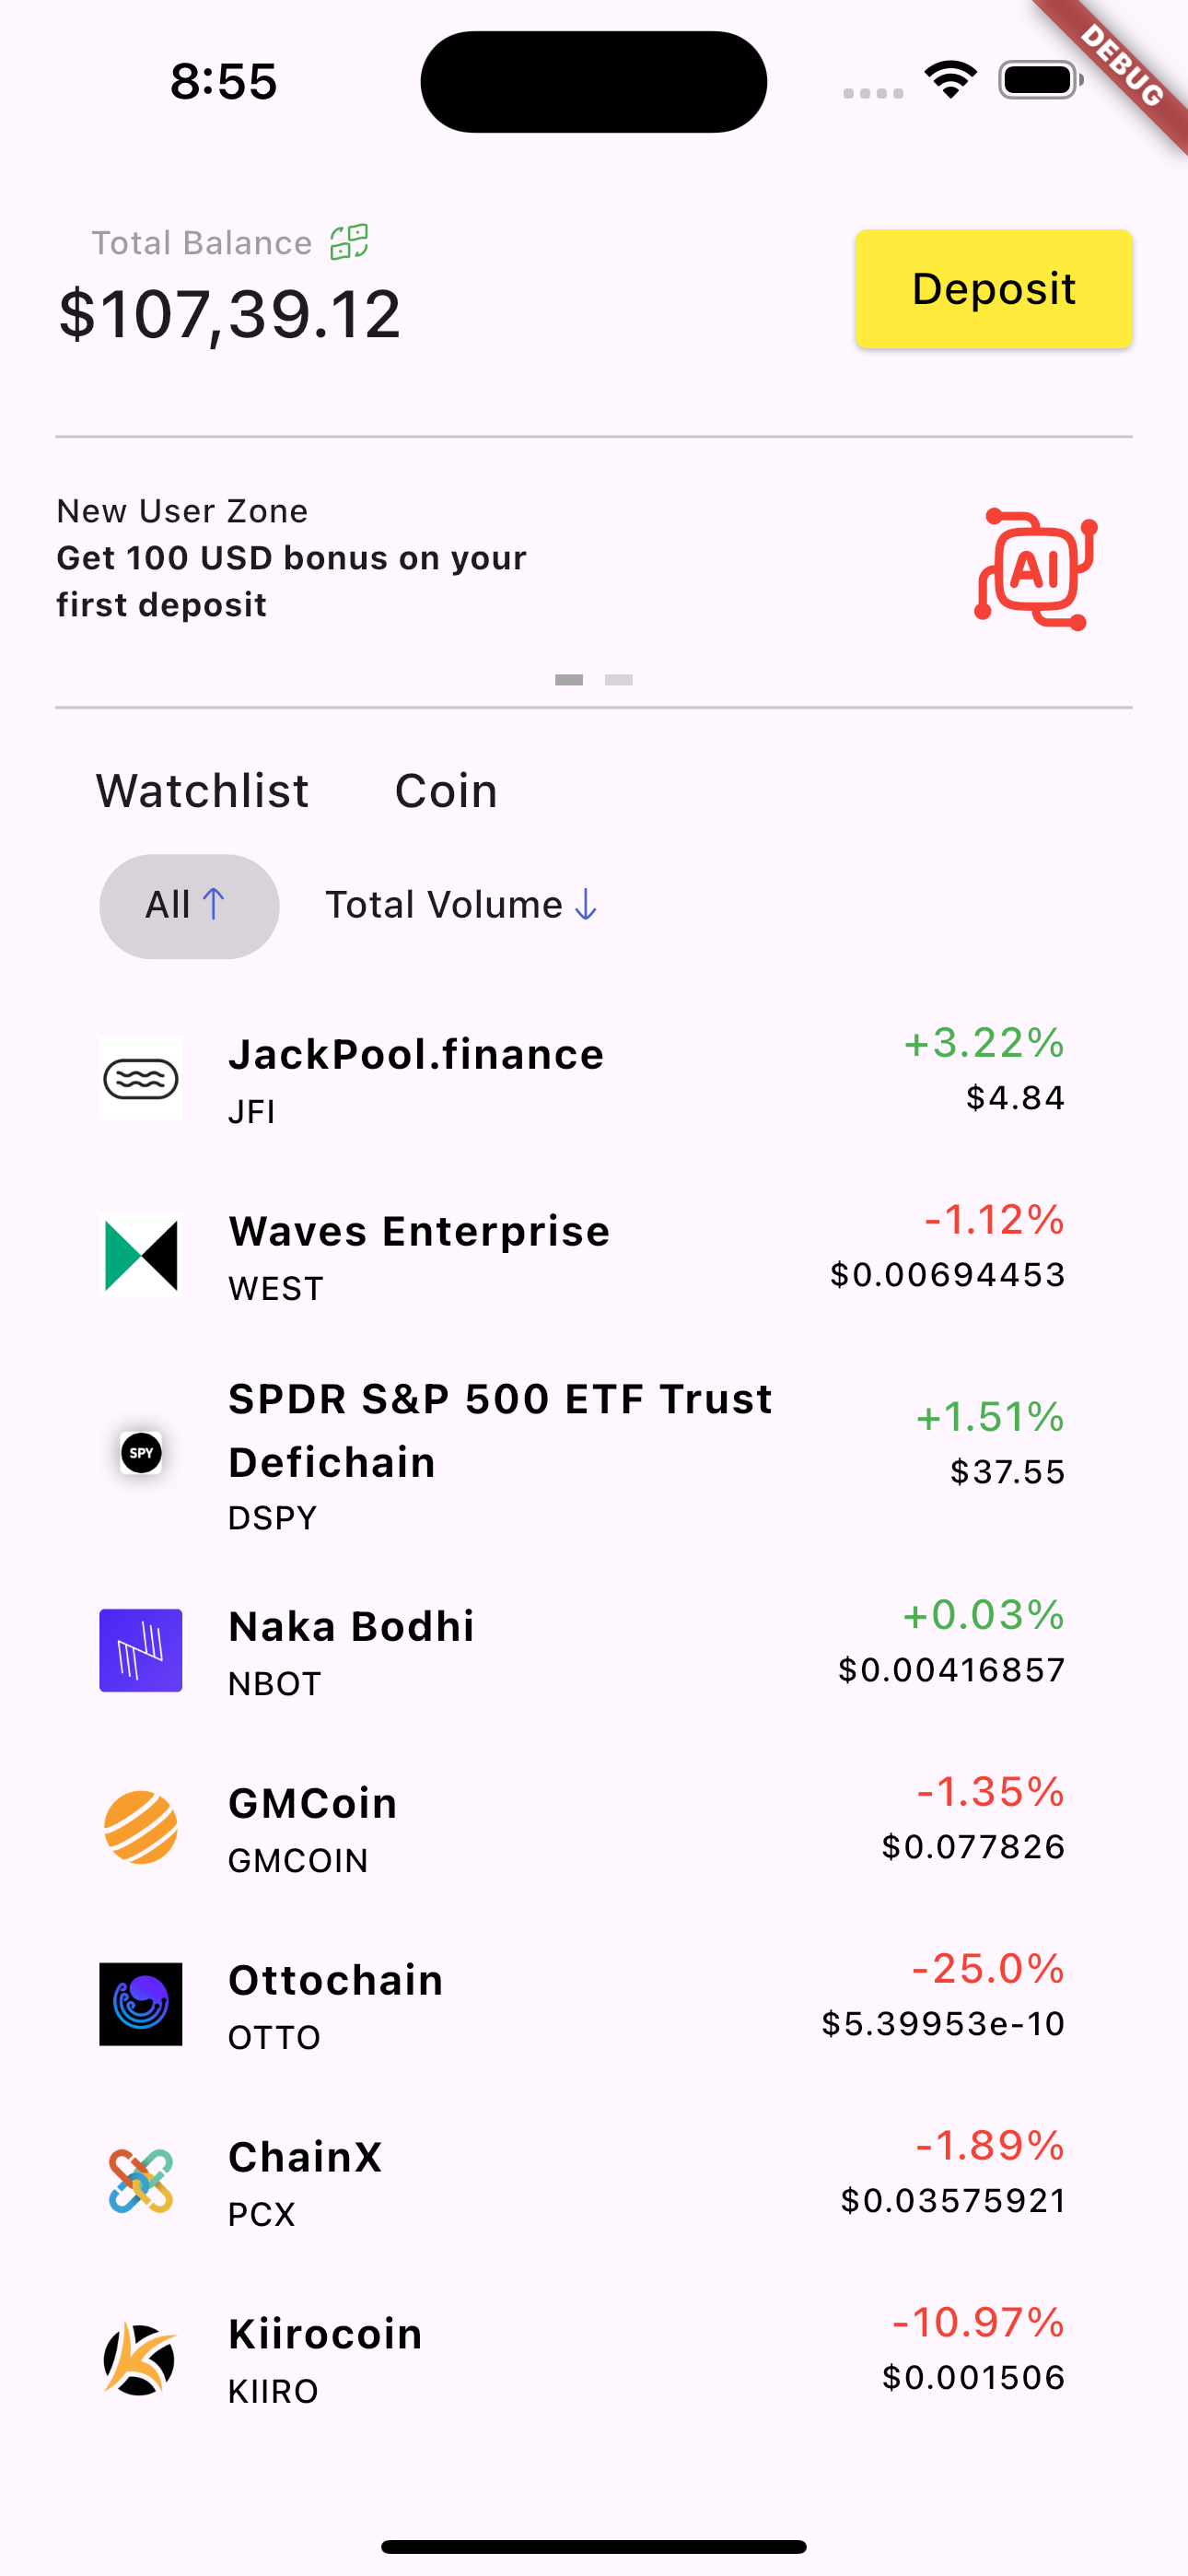 8:55
DEBUG
Total Balance
$107,39.12
Deposit
New User Zone
Get 100 USD bonus on your
first deposit
AI
Watchlist
Coin
All ↑
Total Volume ↓
JackPool.finance
+3.22%
JFI
$4.84
Waves Enterprise
-1.12%
WEST
$0.00694453
SPDR S&P 500 ETF Trust
Defichain
+1.51%
SPY
DSPY
$37.55
Naka Bodhi
+0.03%
NBOT
$0.00416857
GMCoin
-1.35%
GMCOIN
$0.077826
Ottochain
-25.0%
OTTO
$5.39953e-10
ChainX
-1.89%
PCX
$0.03575921
Kiirocoin
-10.97%
KIIRO
$0.001506